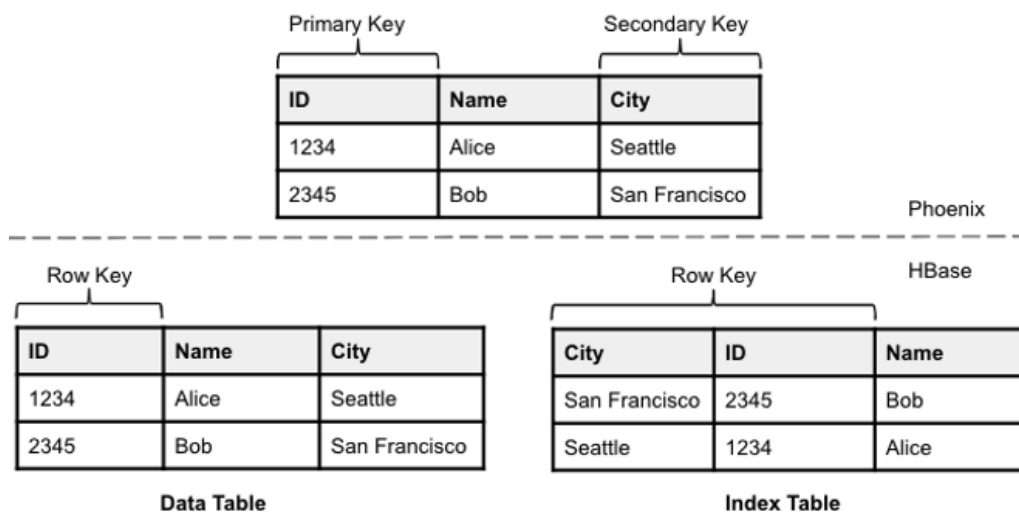 Primary Key Secondary Key
ID Name City
1234 Alice Seattle
2345 Bob San Francisco
Phoenix
HBase
Row Key Row Key
ID Name City City ID Name
1234 Alice Seattle San Francisco 2345 Bob
2345 Bob San Francisco Seattle 1234 Alice
Data Table Index Table